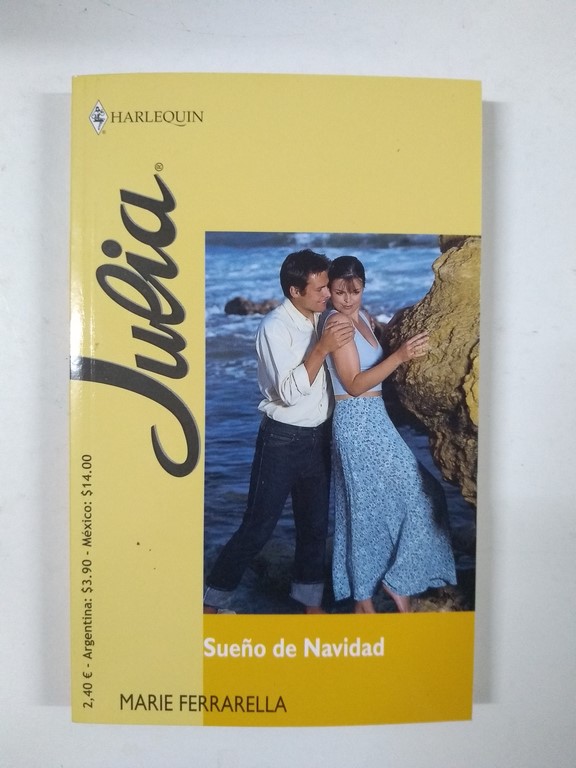 HARLEQUIN
Julia®
2,40 € - Argentina: $3.90 - México: $14.00
Sueño de Navidad
MARIE FERRARELLA